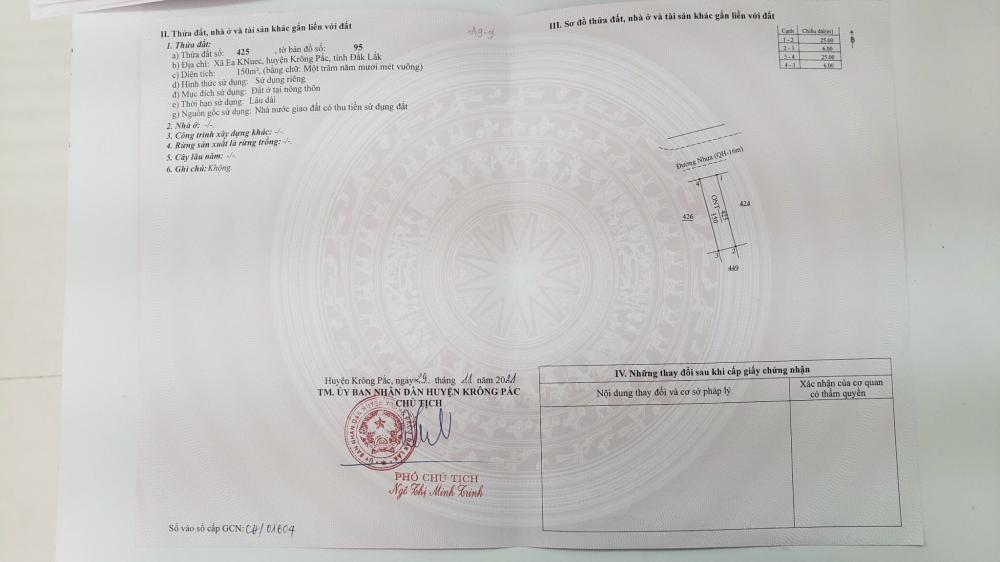 II. Thửa đất, nhà ở và tài sản khác gắn liền với đất
1. Thửa đất:
a) Thửa đất số: 425 , tờ bản đồ số: 95
b) Địa chỉ: Xã Ea KNuec, huyện Krông Pắc, tỉnh Đắk Lắk
c) Diện tích: 150m², (bằng chữ: Một trăm năm mươi mét vuông)
d) Hình thức sử dụng: Sử dụng riêng
đ) Mục đích sử dụng: Đất ở tại nông thôn
e) Thời hạn sử dụng: Lâu dài
g) Nguồn gốc sử dụng: Nhà nước giao đất có thu tiền sử dụng đất
2. Nhà ở: -/-.
3. Công trình xây dựng khác: -/-.
4. Rừng sản xuất là rừng trồng: -/-.
5. Cây lâu năm: -/-.
6. Ghi chú: Không.
Huyện Krông Pắc, ngày 29 tháng 11 năm 2021
TM. ỦY BAN NHÂN DÂN HUYỆN KRÔNG PẮC
CHỦ TỊCH
PHÓ CHỦ TỊCH
Ngô Thị Minh Trinh
Số vào sổ cấp GCN: CH/01604
III. Sơ đồ thửa đất, nhà ở và tài sản khác gắn liền với đất
Cạnh Chiều dài(m)
1 - 2 25.00
2 - 3 6.00
3 - 4 25.00
4 - 1 6.00
B
Đường Nhựa (QH-16m)
4 1
ONT 425
150
424
426
3 2
449
IV. Những thay đổi sau khi cấp giấy chứng nhận
Nội dung thay đổi và cơ sở pháp lý
Xác nhận của cơ quan
có thẩm quyền